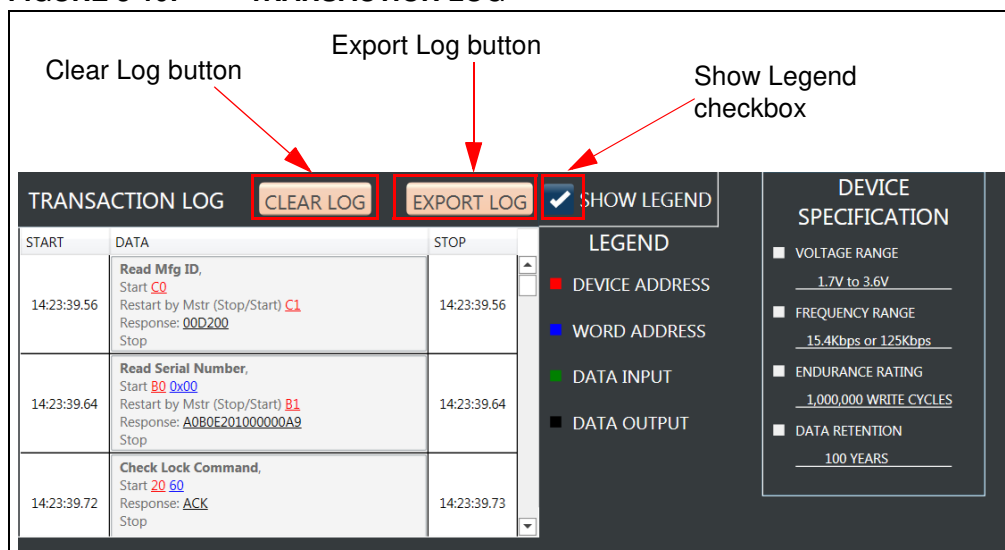 Export Log button
Clear Log button
Show Legend
checkbox
TRANSACTION LOG
CLEAR LOG
EXPORT LOG
SHOW LEGEND
START
DATA
STOP
14:23:39.56
Read Mfg ID,
Start C0
Restart by Mstr (Stop/Start) C1
Response: 00D200
Stop
14:23:39.56
14:23:39.64
Read Serial Number,
Start B0 0x00
Restart by Mstr (Stop/Start) B1
Response: A0B0E201000000A9
Stop
14:23:39.64
14:23:39.72
Check Lock Command,
Start 20 60
Response: ACK
Stop
14:23:39.73
LEGEND
DEVICE ADDRESS
WORD ADDRESS
DATA INPUT
DATA OUTPUT
DEVICE
SPECIFICATION
VOLTAGE RANGE
1.7V to 3.6V
FREQUENCY RANGE
15.4Kbps or 125Kbps
ENDURANCE RATING
1,000,000 WRITE CYCLES
DATA RETENTION
100 YEARS